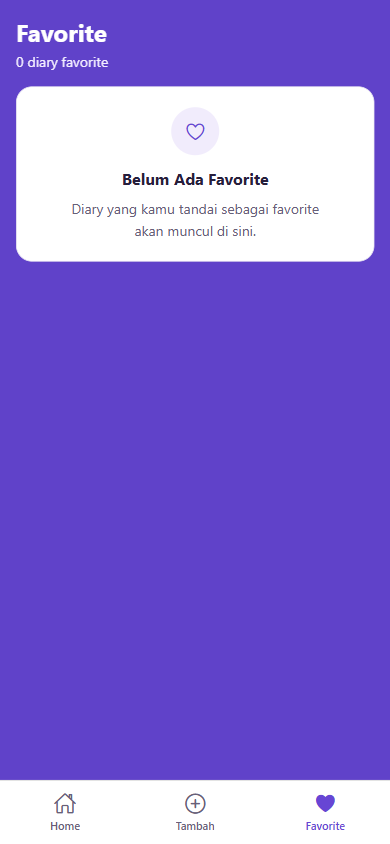 Favorite
0 diary favorite
Belum Ada Favorite
Diary yang kamu tandai sebagai favorite
akan muncul di sini.
Home
Tambah
Favorite